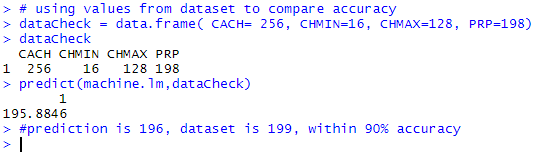 > # using values from dataset to compare accuracy
> dataCheck = data.frame( CACH= 256, CHMIN=16, CHMAX=128, PRP=198)
> dataCheck
  CACH CHMIN CHMAX PRP
1  256    16   128 198
> predict(machine.lm,dataCheck)
       1
195.8846
> #prediction is 196, dataset is 199, within 90% accuracy
>